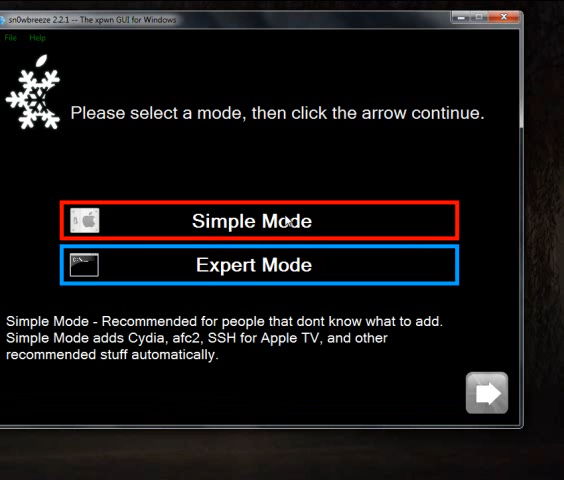 sn0wbreeze 2.2.1 -- The xpwn GUI for Windows
File Help
Please select a mode, then click the arrow continue.
Simple Mode
Expert Mode
Simple Mode - Recommended for people that dont know what to add.
Simple Mode adds Cydia, afc2, SSH for Apple TV, and other
recommended stuff automatically.